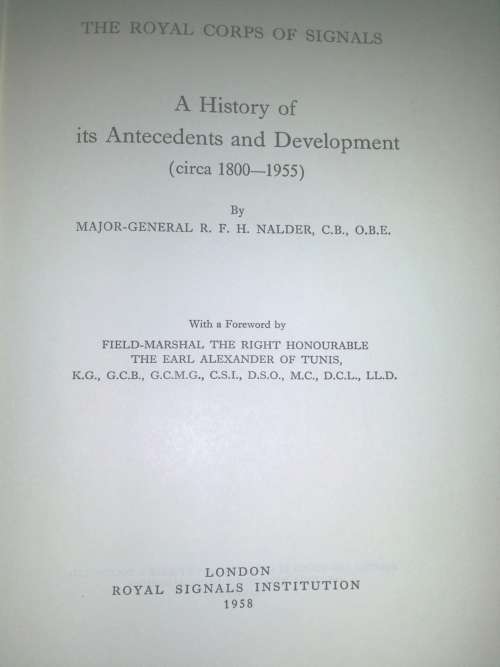 THE ROYAL CORPS OF SIGNALS
A History of
its Antecedents and Development
(circa 1800—1955)
By
MAJOR-GENERAL R. F. H. NALDER, C.B., O.B.E.
With a Foreword by
FIELD-MARSHAL THE RIGHT HONOURABLE
THE EARL ALEXANDER OF TUNIS,
K.G., G.C.B., G.C.M.G., C.S.I., D.S.O., M.C., D.C.L., LL.D.
LONDON
ROYAL SIGNALS INSTITUTION
1958